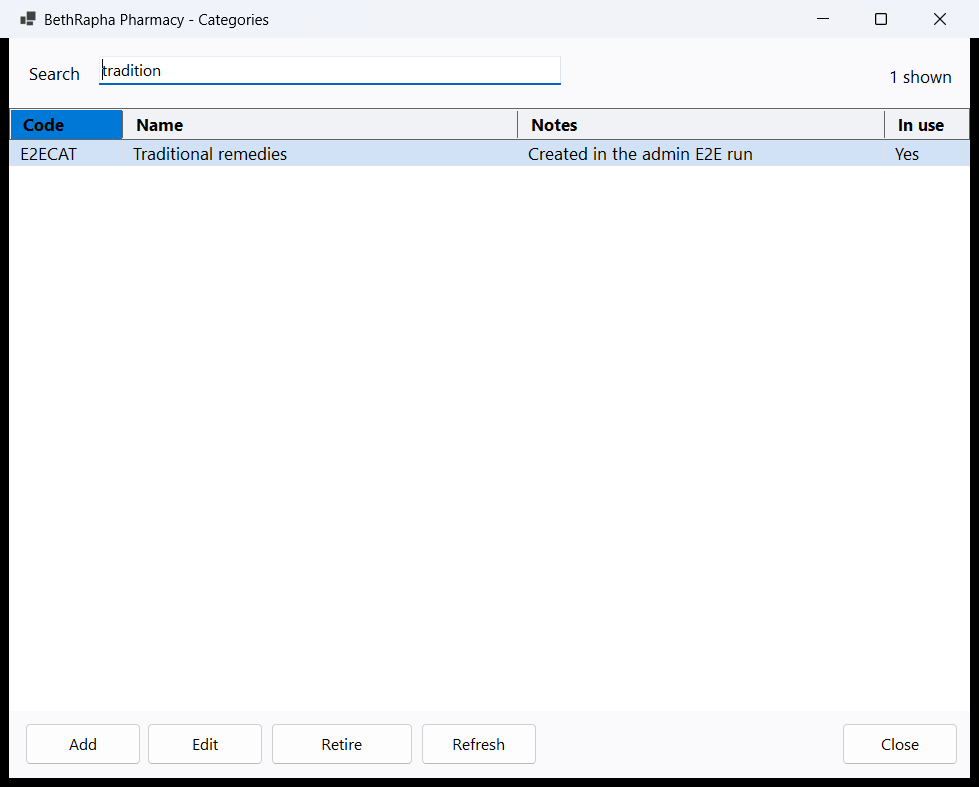 BethRapha Pharmacy - Categories
Search tradition 1 shown
Code Name Notes In use
E2ECAT Traditional remedies Created in the admin E2E run Yes
Add Edit Retire Refresh Close